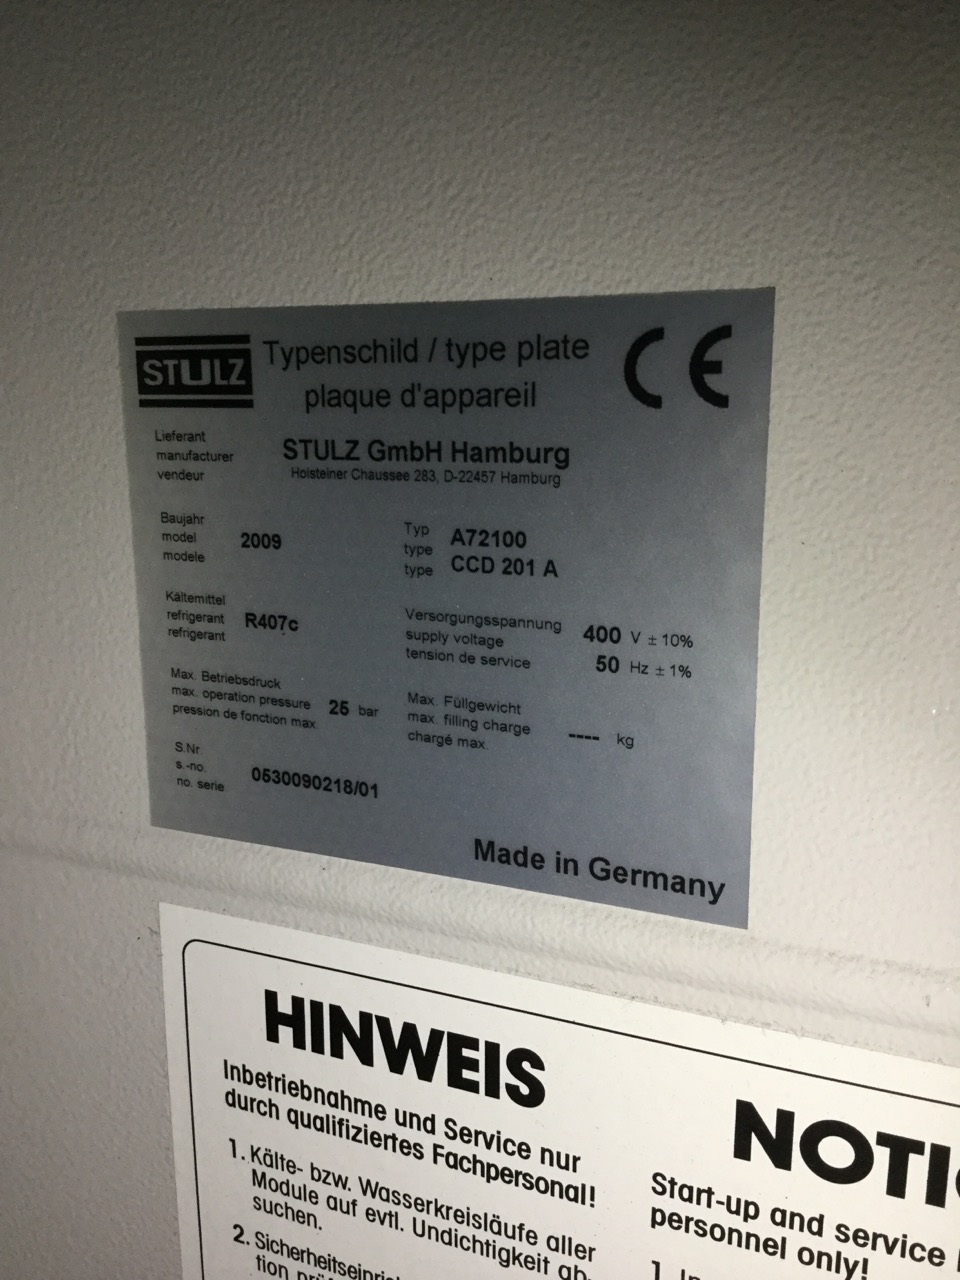 STULZ
Typenschild / type plate
plaque d'appareil
CE
Lieferant
manufacturer
vendeur
STULZ GmbH Hamburg
Holsteiner Chaussee 283, D-22457 Hamburg
Baujahr
model
modele
2009
Typ
type
type
A72100
CCD 201 A
Kältemittel
refrigerant
refrigerant
R407c
Versorgungsspannung
supply voltage
tension de service
400 V ± 10%
50 Hz ± 1%
Max. Betriebsdruck
max. operation pressure
pression de fonction max.
25 bar
Max. Füllgewicht
max. filling charge
chargé max.
---- kg
S.Nr
s.-no.
no. serie
0530090218/01
Made in Germany
HINWEIS
Inbetriebnahme und Service nur
durch qualifiziertes Fachpersonal!
1. Kälte- bzw. Wasserkreisläufe aller
Module auf evtl. Undichtigkeit ab-
suchen.
2. Sicherheitseinri
tion
NOTI
Start-up and service
personnel only!
1.